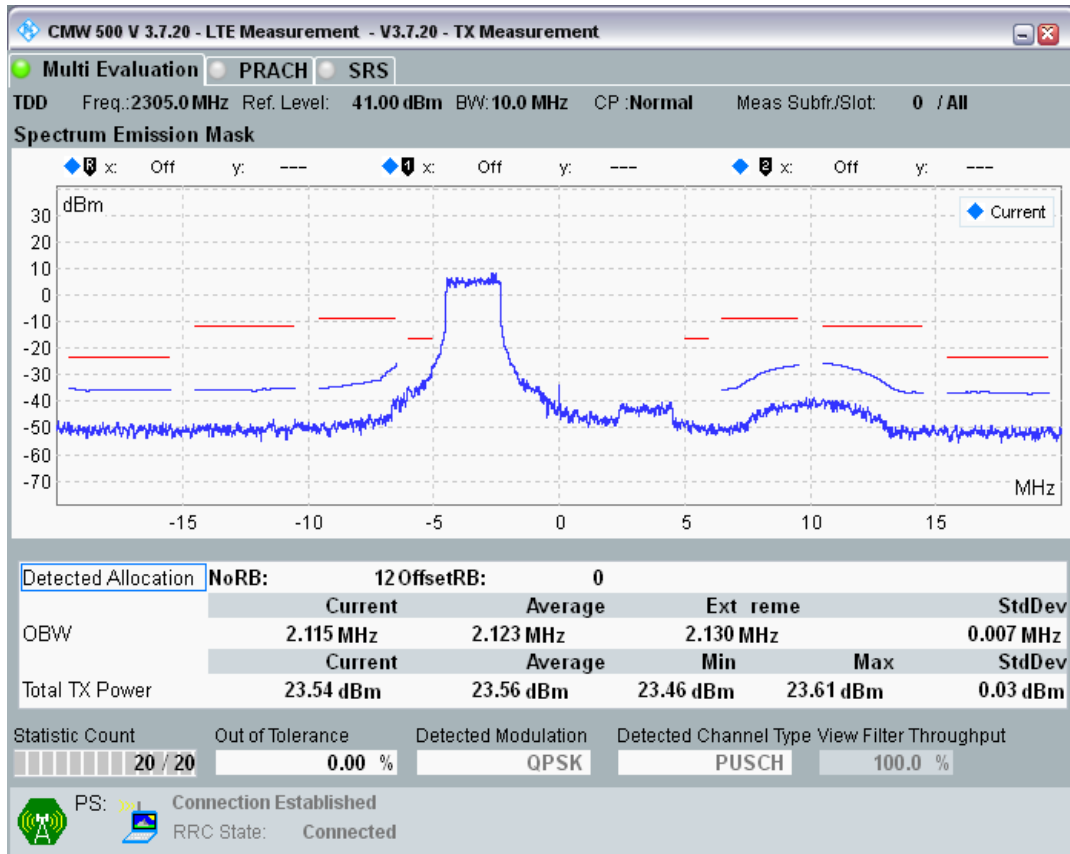 CMW 500 V 3.7.20 - LTE Measurement - V3.7.20 - TX Measurement
Multi Evaluation PRACH SRS
TDD Freq.:2305.0 MHz Ref. Level: 41.00 dBm BW:10.0 MHz CP :Normal Meas Subfr./Slot: 0 / All
Spectrum Emission Mask
R x: Off y: --- 1 x: Off y: --- 2 x: Off y: ---
dBm
Current
30
20
10
0
-10
-20
-30
-40
-50
-60
-70
MHz
-15 -10 -5 0 5 10 15
Detected Allocation NoRB: 12 OffsetRB: 0
Current Average Ext reme StdDev
OBW 2.115 MHz 2.123 MHz 2.130 MHz 0.007 MHz
Current Average Min Max StdDev
Total TX Power 23.54 dBm 23.56 dBm 23.46 dBm 23.61 dBm 0.03 dBm
Statistic Count Out of Tolerance Detected Modulation Detected Channel Type View Filter Throughput
20 / 20 0.00 % QPSK PUSCH 100.0 %
PS: Connection Established
RRC State: Connected